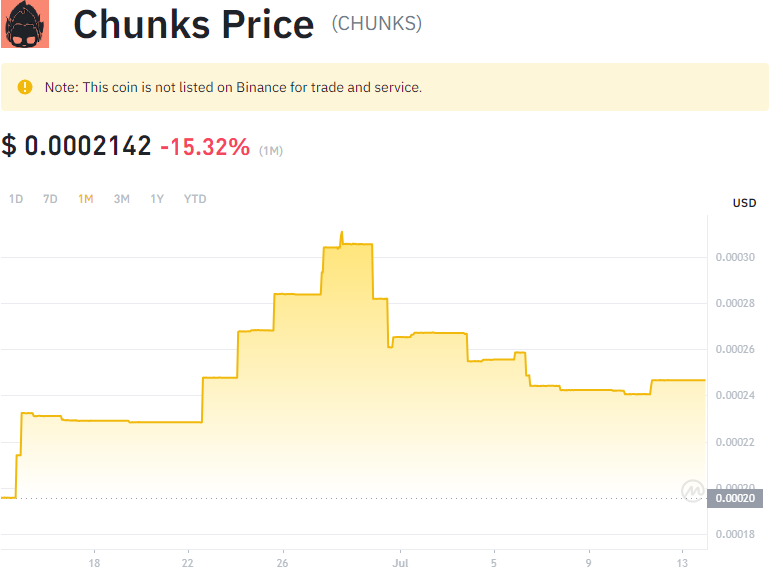 Chunks Price (CHUNKS)
Note: This coin is not listed on Binance for trade and service.
$ 0.0002142 -15.32% (1M)
1D 7D 1M 3M 1Y YTD
USD
0.00030
0.00028
0.00026
0.00024
0.00022
0.00020
0.00020
0.00018
18 22 26 Jul 5 9 13